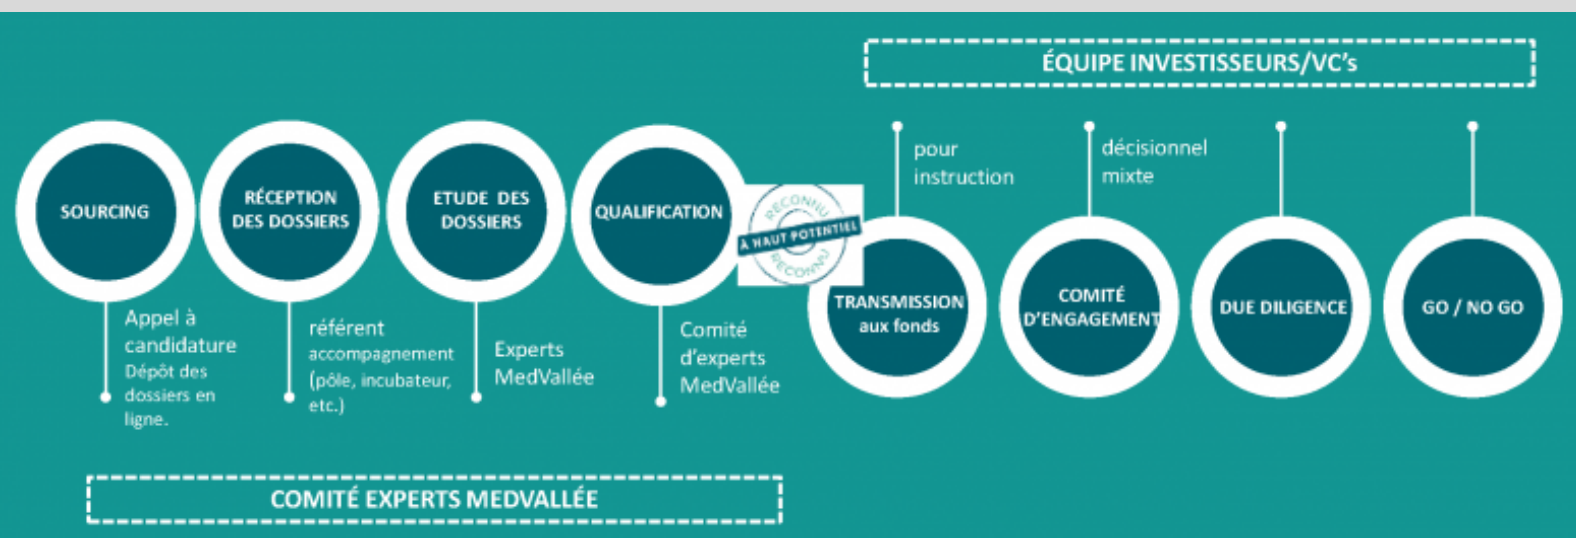 ÉQUIPE INVESTISSEURS/VC's
SOURCING
Appel à
candidature
Dépôt des
dossiers en
ligne.
RÉCEPTION
DES DOSSIERS
référent
accompagnement
(pôle, incubateur,
etc.)
ETUDE DES
DOSSIERS
Experts
MedVallée
QUALIFICATION
Comité
d'experts
MedVallée
RECONNU
À HAUT POTENTIEL
RECONNU
pour
instruction
TRANSMISSION
aux fonds
décisionnel
mixte
COMITÉ
D'ENGAGEMENT
DUE DILIGENCE
GO / NO GO
COMITÉ EXPERTS MEDVALLÉE